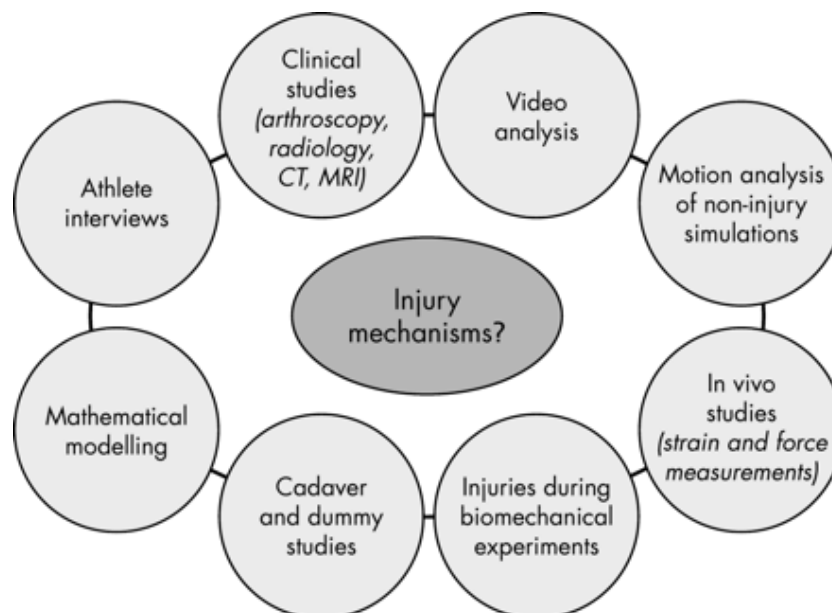 Clinical
studies
(arthroscopy,
radiology,
CT, MRI)
Video
analysis
Athlete
interviews
Motion analysis
of non-injury
simulations
Injury
mechanisms?
Mathematical
modelling
In vivo
studies
(strain and force
measurements)
Cadaver
and dummy
studies
Injuries during
biomechanical
experiments